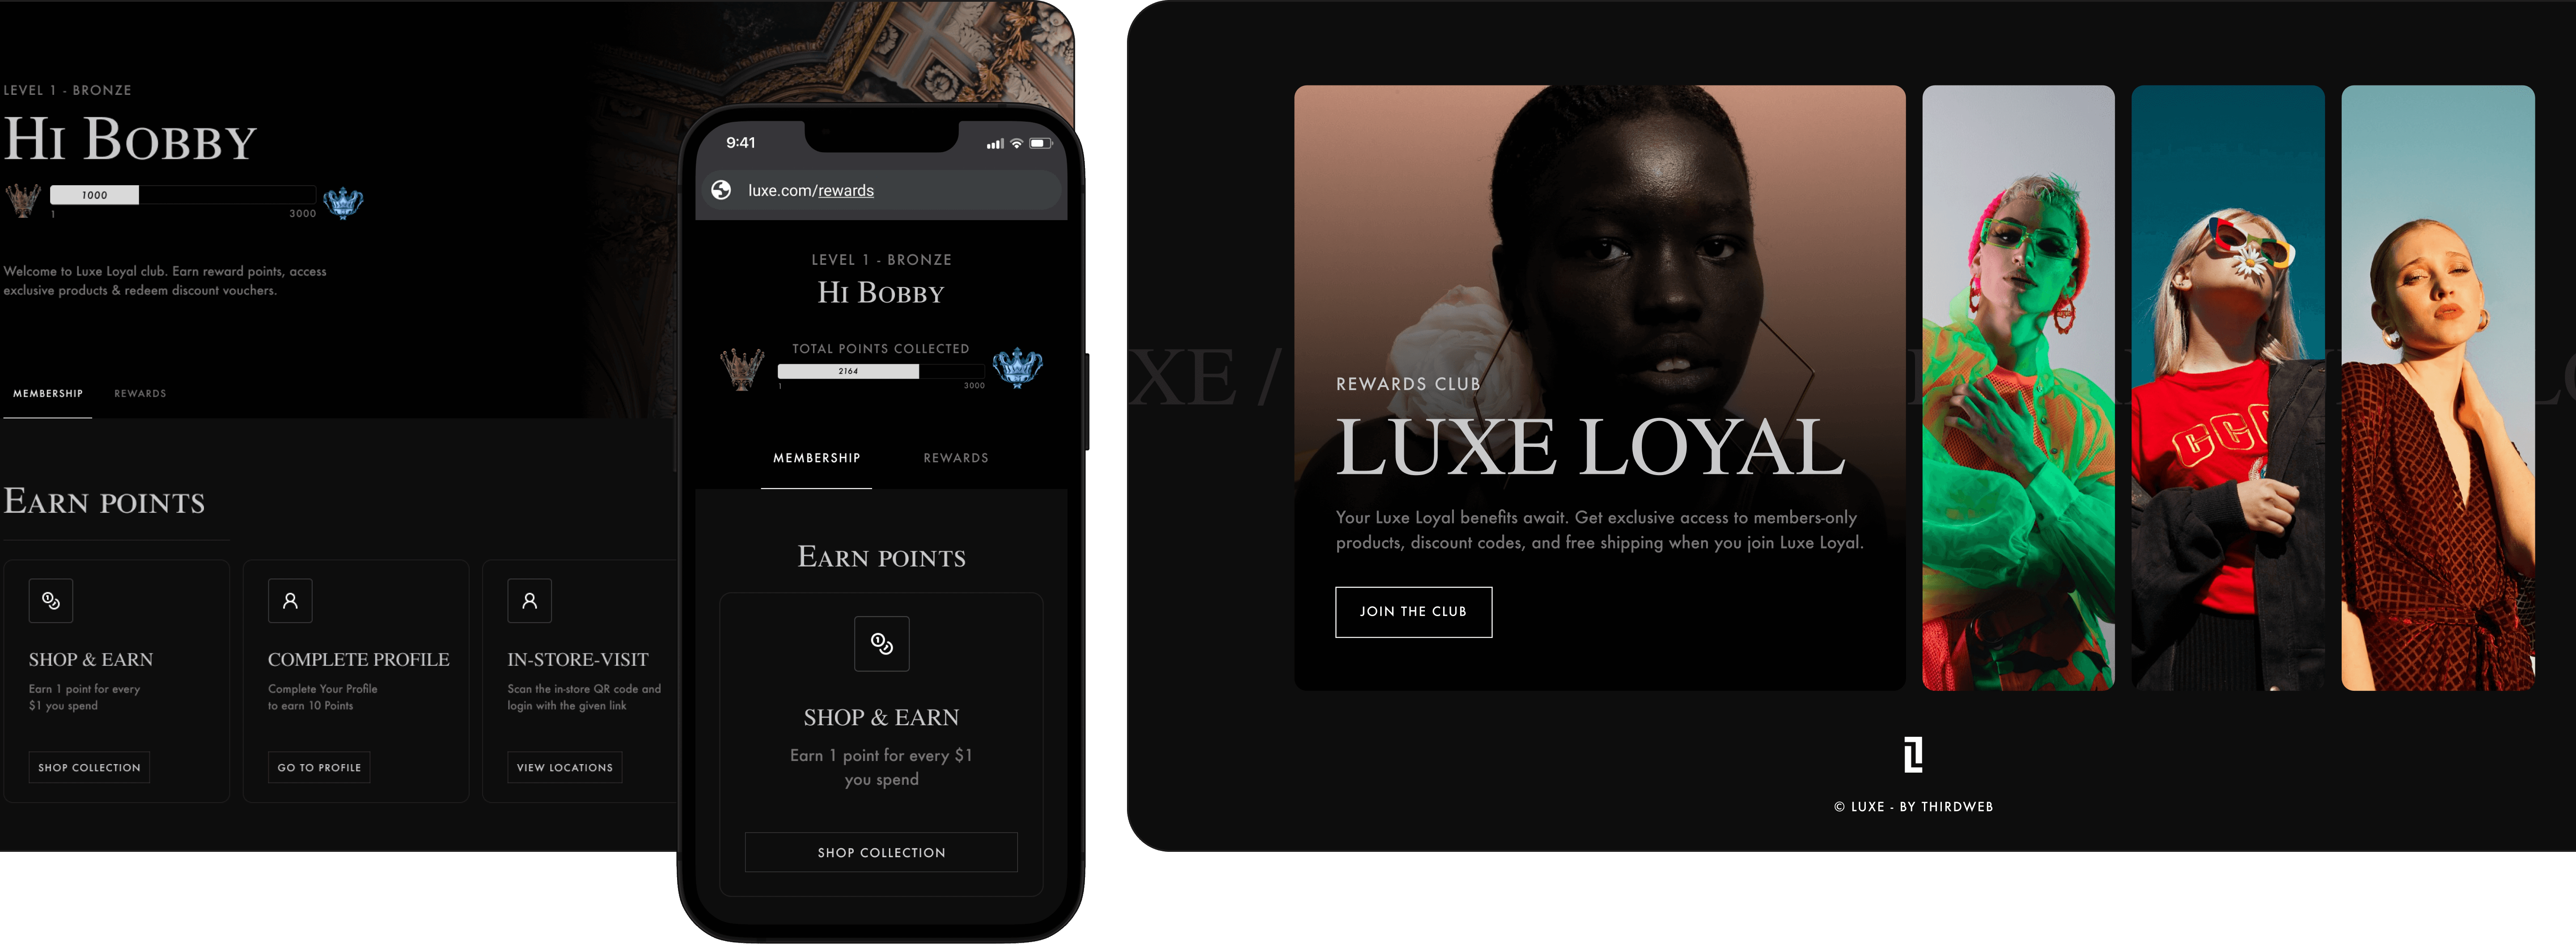 LEVEL 1 - BRONZE
HI BOBBY
1000
1
3000
Welcome to Luxe Loyal club. Earn reward points, access
exclusive products & redeem discount vouchers.
MEMBERSHIP
REWARDS
EARN POINTS
SHOP & EARN
Earn 1 point for every
$1 you spend
SHOP COLLECTION
COMPLETE PROFILE
Complete Your Profile
to earn 10 Points
GO TO PROFILE
IN-STORE-VISIT
Scan the in-store QR code and
login with the given link
VIEW LOCATIONS
9:41
luxe.com/rewards
LEVEL 1 - BRONZE
HI BOBBY
TOTAL POINTS COLLECTED
2164
1
3000
MEMBERSHIP
REWARDS
EARN POINTS
SHOP & EARN
Earn 1 point for every $1
you spend
SHOP COLLECTION
XE /
REWARDS CLUB
LUXE LOYAL
Your Luxe Loyal benefits await. Get exclusive access to members-only
products, discount codes, and free shipping when you join Luxe Loyal.
JOIN THE CLUB
© LUXE - BY THIRDWEB